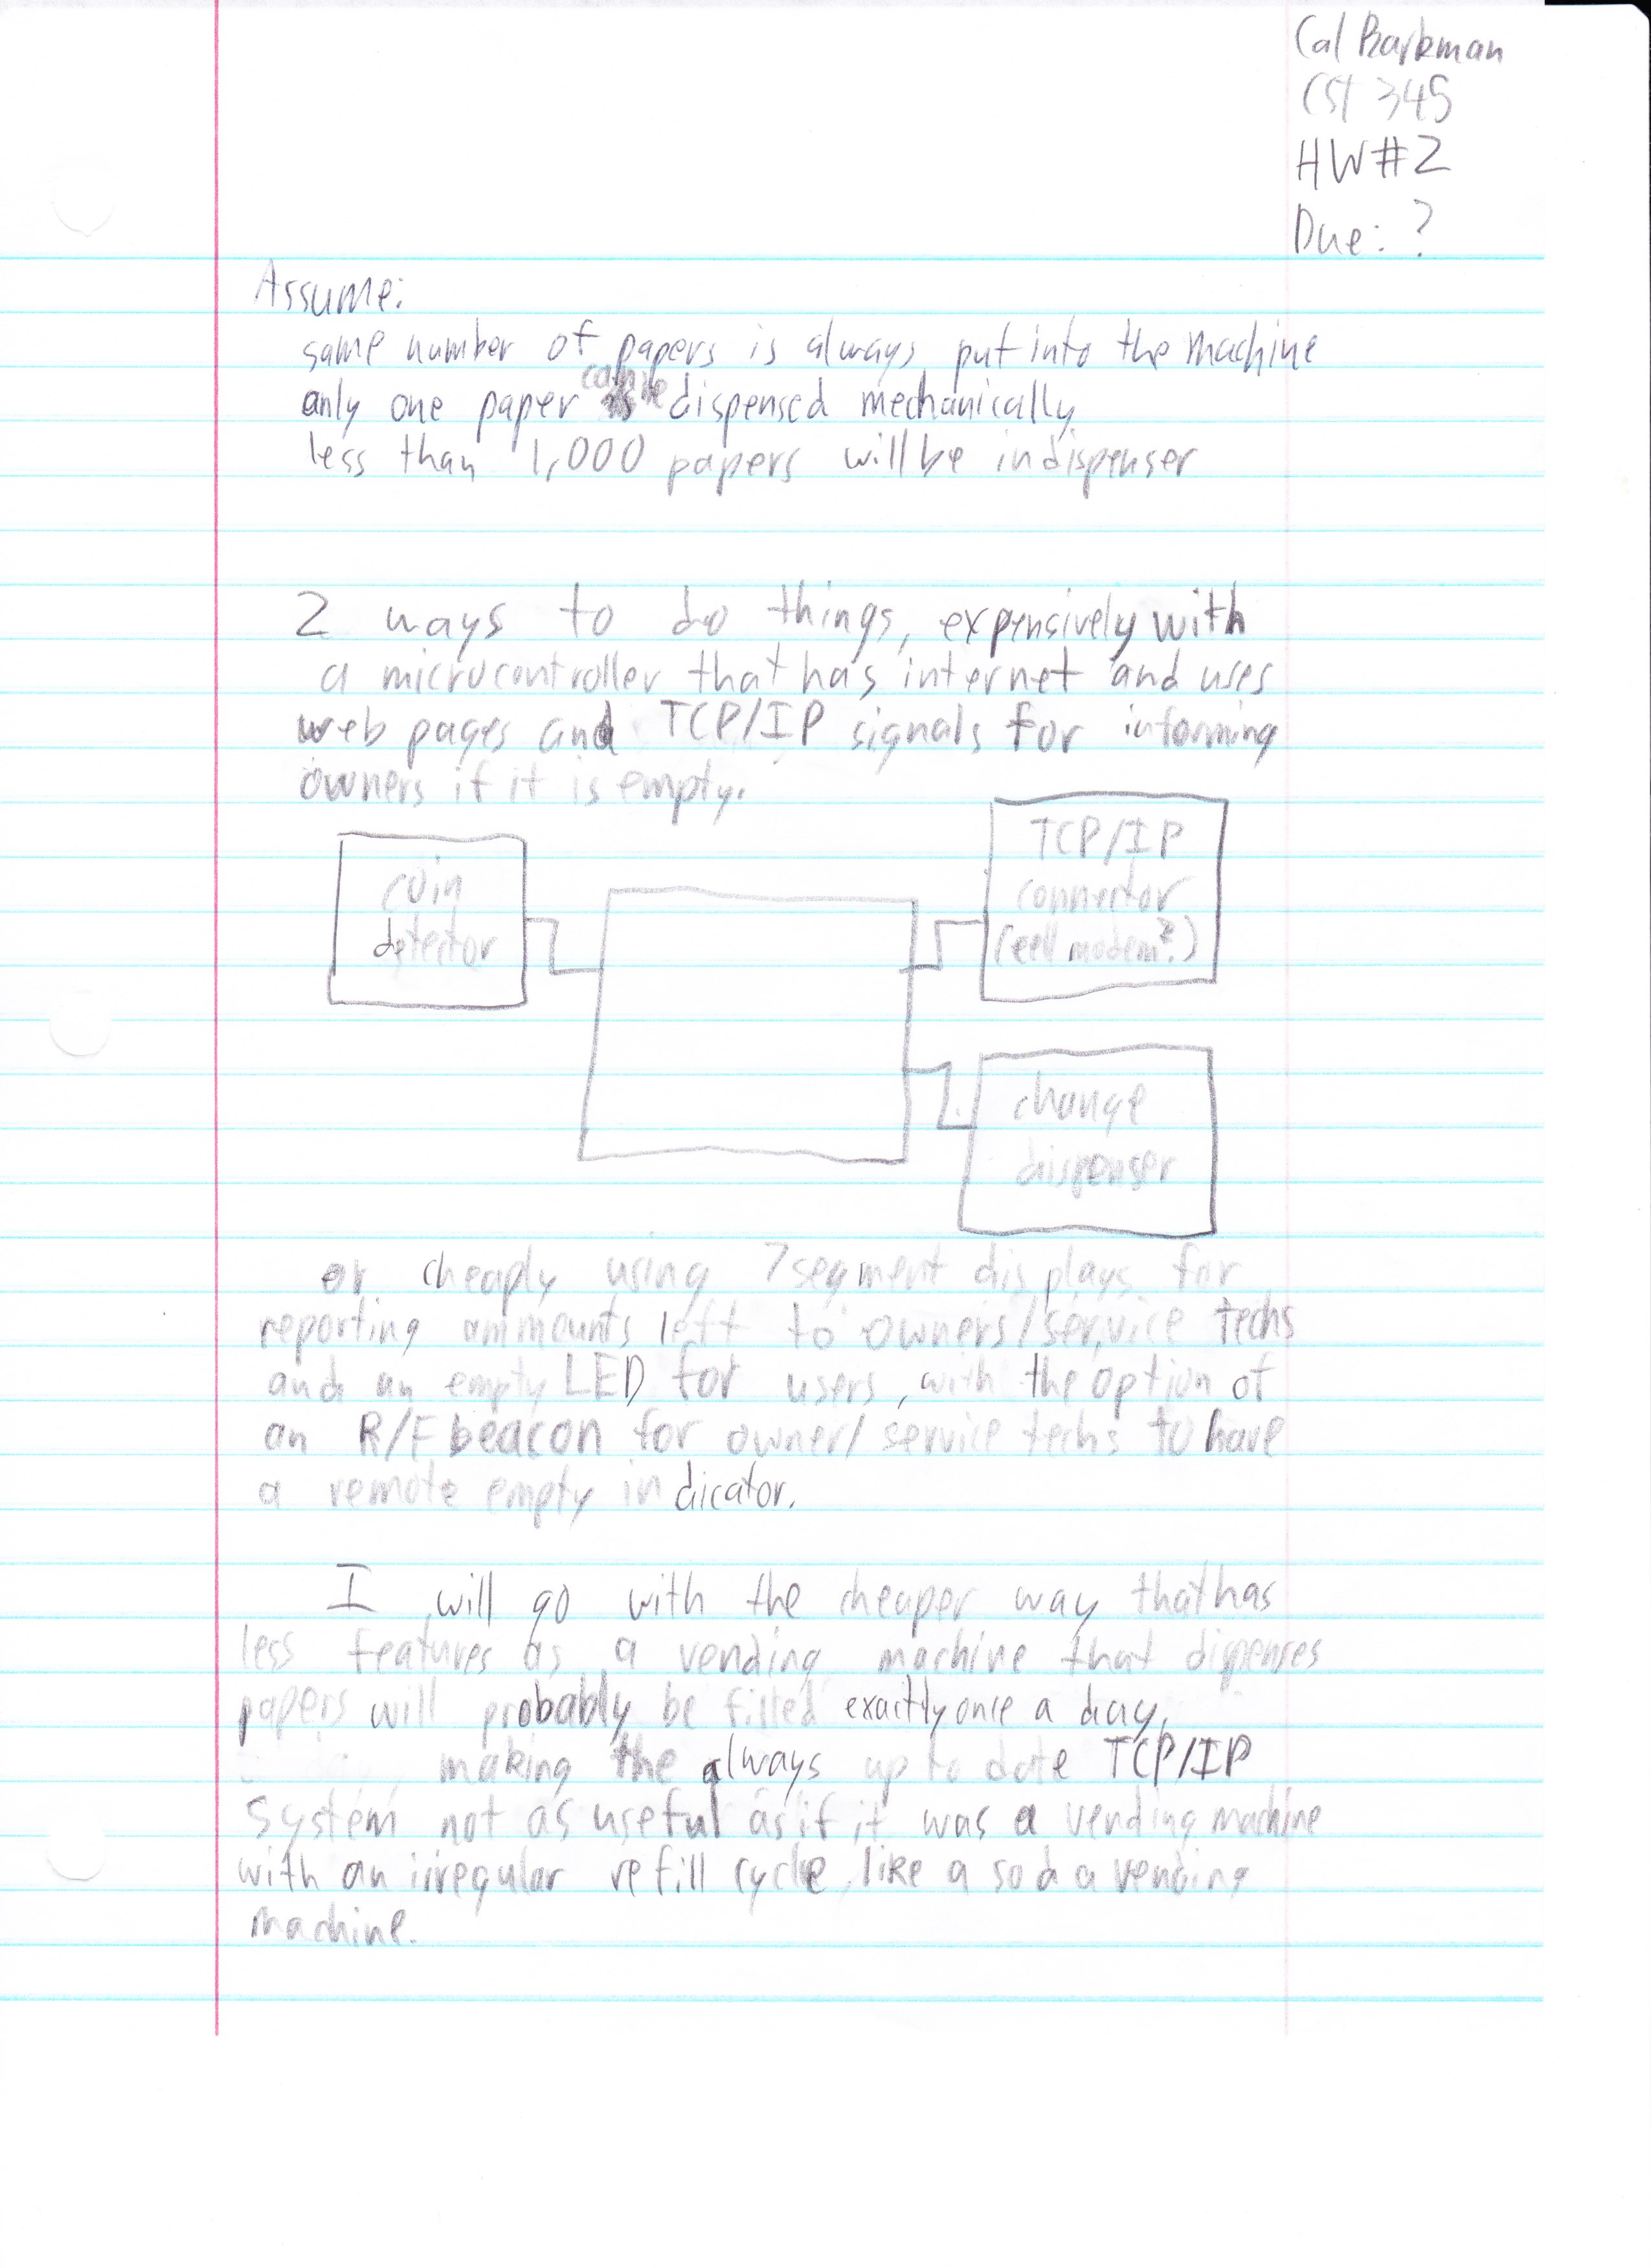 Cal Barkman
CST 345
HW#2
Due: ?
Assume:
same number of papers is always put into the machine
only one paper can be dispensed mechanically
less than 1,000 papers will be in dispenser
2 ways to do things, expensively with
a microcontroller that has internet and uses
web pages and TCP/IP signals for informing
owners if it is empty.
coin
detector
TCP/IP
connector
(cell modem?)
change
dispenser
or cheaply using 7 segment displays for
reporting ammounts left to owners/service techs
and an empty LED for users, with the option of
an R/F beacon for owner/service techs to have
a remote empty indicator.
I will go with the cheaper way that has
less features as a vending machine that dispenses
papers will probably be filled exactly once a day,
making the always up to date TCP/IP
system not as useful as if it was a vending machine
with an irregular refill cycle, like a soda vending
machine.